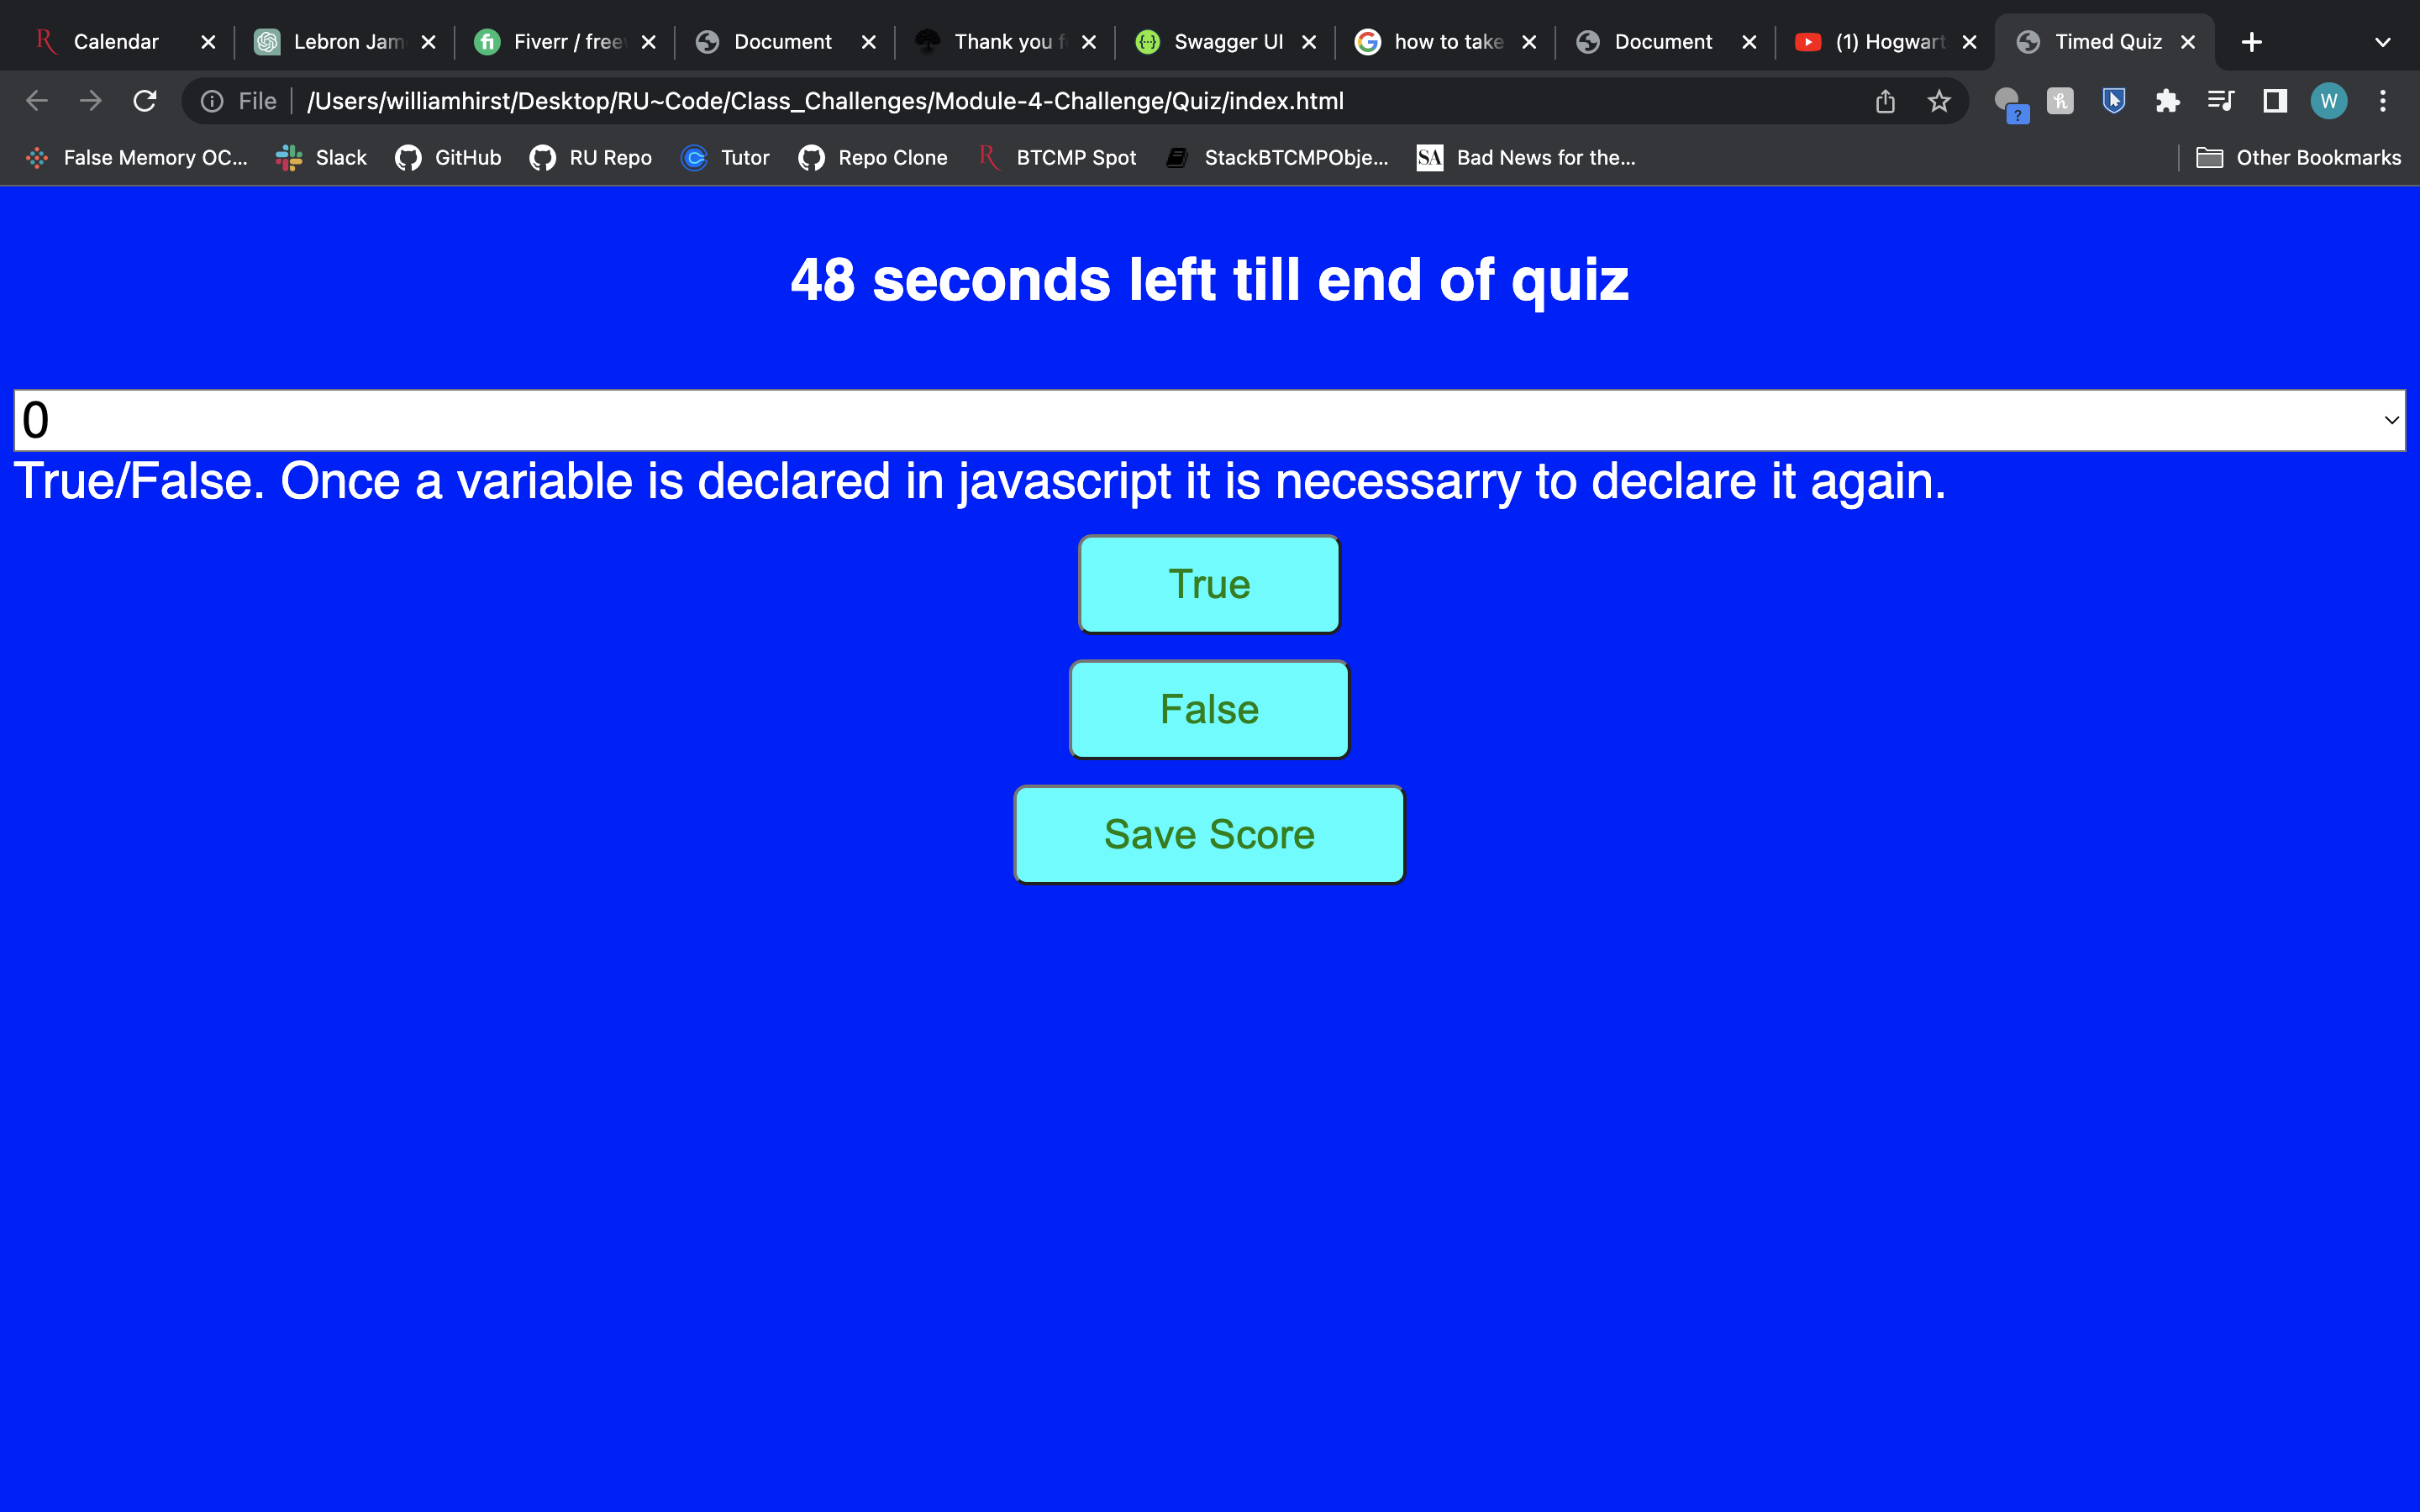 Calendar
Lebron Jam
Fiverr / free
Document
Thank you f
Swagger UI
how to take
Document
(1) Hogwart
Timed Quiz
File
/Users/williamhirst/Desktop/RU~Code/Class_Challenges/Module-4-Challenge/Quiz/index.html
?
h
W
False Memory OC...
Slack
GitHub
RU Repo
Tutor
Repo Clone
BTCMP Spot
StackBTCMPObje...
SA
Bad News for the...
Other Bookmarks
48 seconds left till end of quiz
0
True/False. Once a variable is declared in javascript it is necessarry to declare it again.
True
False
Save Score